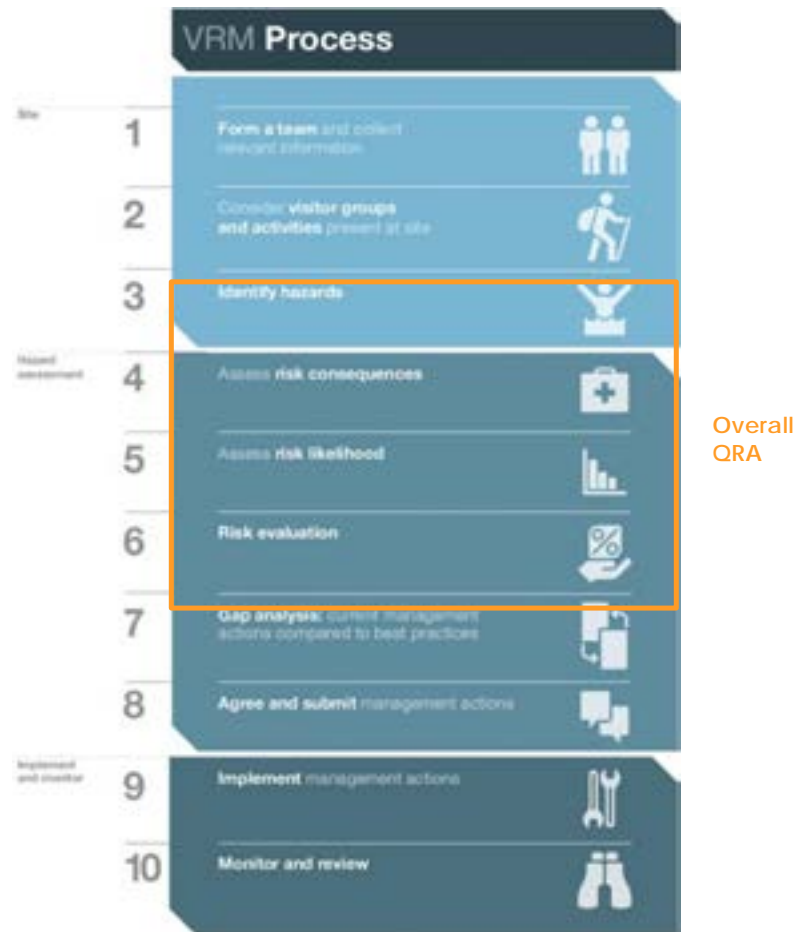 VRM Process
Site
1
Form a team and collect
relevant information
2
Consider visitor groups
and activities present at site
3
Identify hazards
Hazard
assessment
4
Assess risk consequences
5
Assess risk likelihood
6
Risk evaluation
%
Overall
QRA
7
Gap analysis: current management
actions compared to best practices
8
Agree and submit management actions
Implement
and monitor
9
Implement management actions
10
Monitor and review